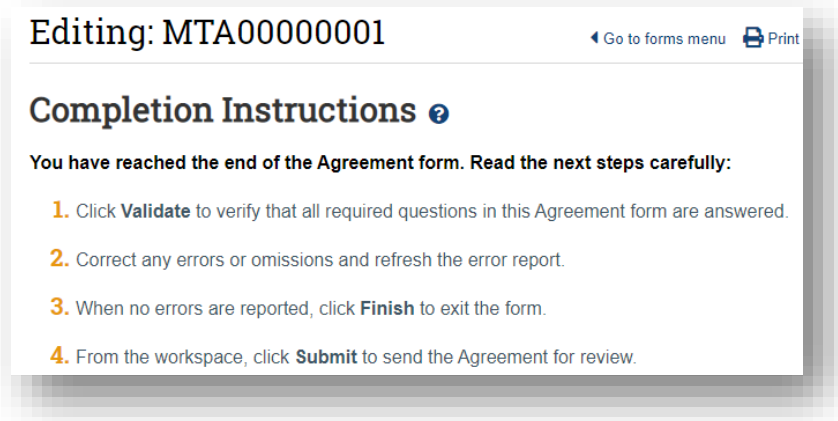 Editing: MTA00000001
Go to forms menu Print
Completion Instructions ?
You have reached the end of the Agreement form. Read the next steps carefully:
1. Click Validate to verify that all required questions in this Agreement form are answered.
2. Correct any errors or omissions and refresh the error report.
3. When no errors are reported, click Finish to exit the form.
4. From the workspace, click Submit to send the Agreement for review.